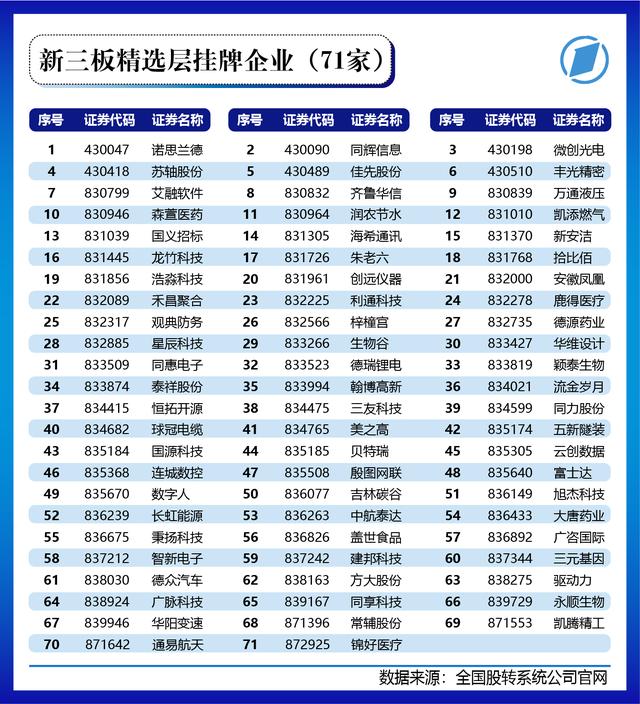 新三板精选层挂牌企业（71家）
序号 证券代码 证券名称 序号 证券代码 证券名称 序号 证券代码 证券名称
1 430047 诺思兰德 2 430090 同辉信息 3 430198 微创光电
4 430418 苏轴股份 5 430489 佳先股份 6 430510 丰光精密
7 830799 艾融软件 8 830832 齐鲁华信 9 830839 万通液压
10 830946 森萱医药 11 830964 润农节水 12 831010 凯添燃气
13 831039 国义招标 14 831305 海希通讯 15 831370 新安洁
16 831445 龙竹科技 17 831726 朱老六 18 831768 拾比佰
19 831856 浩淼科技 20 831961 创远仪器 21 832000 安徽凤凰
22 832089 禾昌聚合 23 832225 利通科技 24 832278 鹿得医疗
25 832317 观典防务 26 832566 梓橦宫 27 832735 德源药业
28 832885 星辰科技 29 833266 生物谷 30 833427 华维设计
31 833509 同惠电子 32 833523 德瑞锂电 33 833819 颖泰生物
34 833874 泰祥股份 35 833994 翰博高新 36 834021 流金岁月
37 834415 恒拓开源 38 834475 三友科技 39 834599 同力股份
40 834682 球冠电缆 41 834765 美之高 42 835174 五新隧装
43 835184 国源科技 44 835185 贝特瑞 45 835305 云创数据
46 835368 连城数控 47 835508 殷图网联 48 835640 富士达
49 835670 数字人 50 836077 吉林碳谷 51 836149 旭杰科技
52 836239 长虹能源 53 836263 中航泰达 54 836433 大唐药业
55 836675 秉扬科技 56 836826 盖世食品 57 836892 广咨国际
58 837212 智新电子 59 837242 建邦科技 60 837344 三元基因
61 838030 德众汽车 62 838163 方大股份 63 838275 驱动力
64 838924 广脉科技 65 839167 同享科技 66 839729 永顺生物
67 839946 华阳变速 68 871396 常辅股份 69 871553 凯腾精工
70 871642 通易航天 71 872925 锦好医疗
数据来源：全国股转系统公司官网